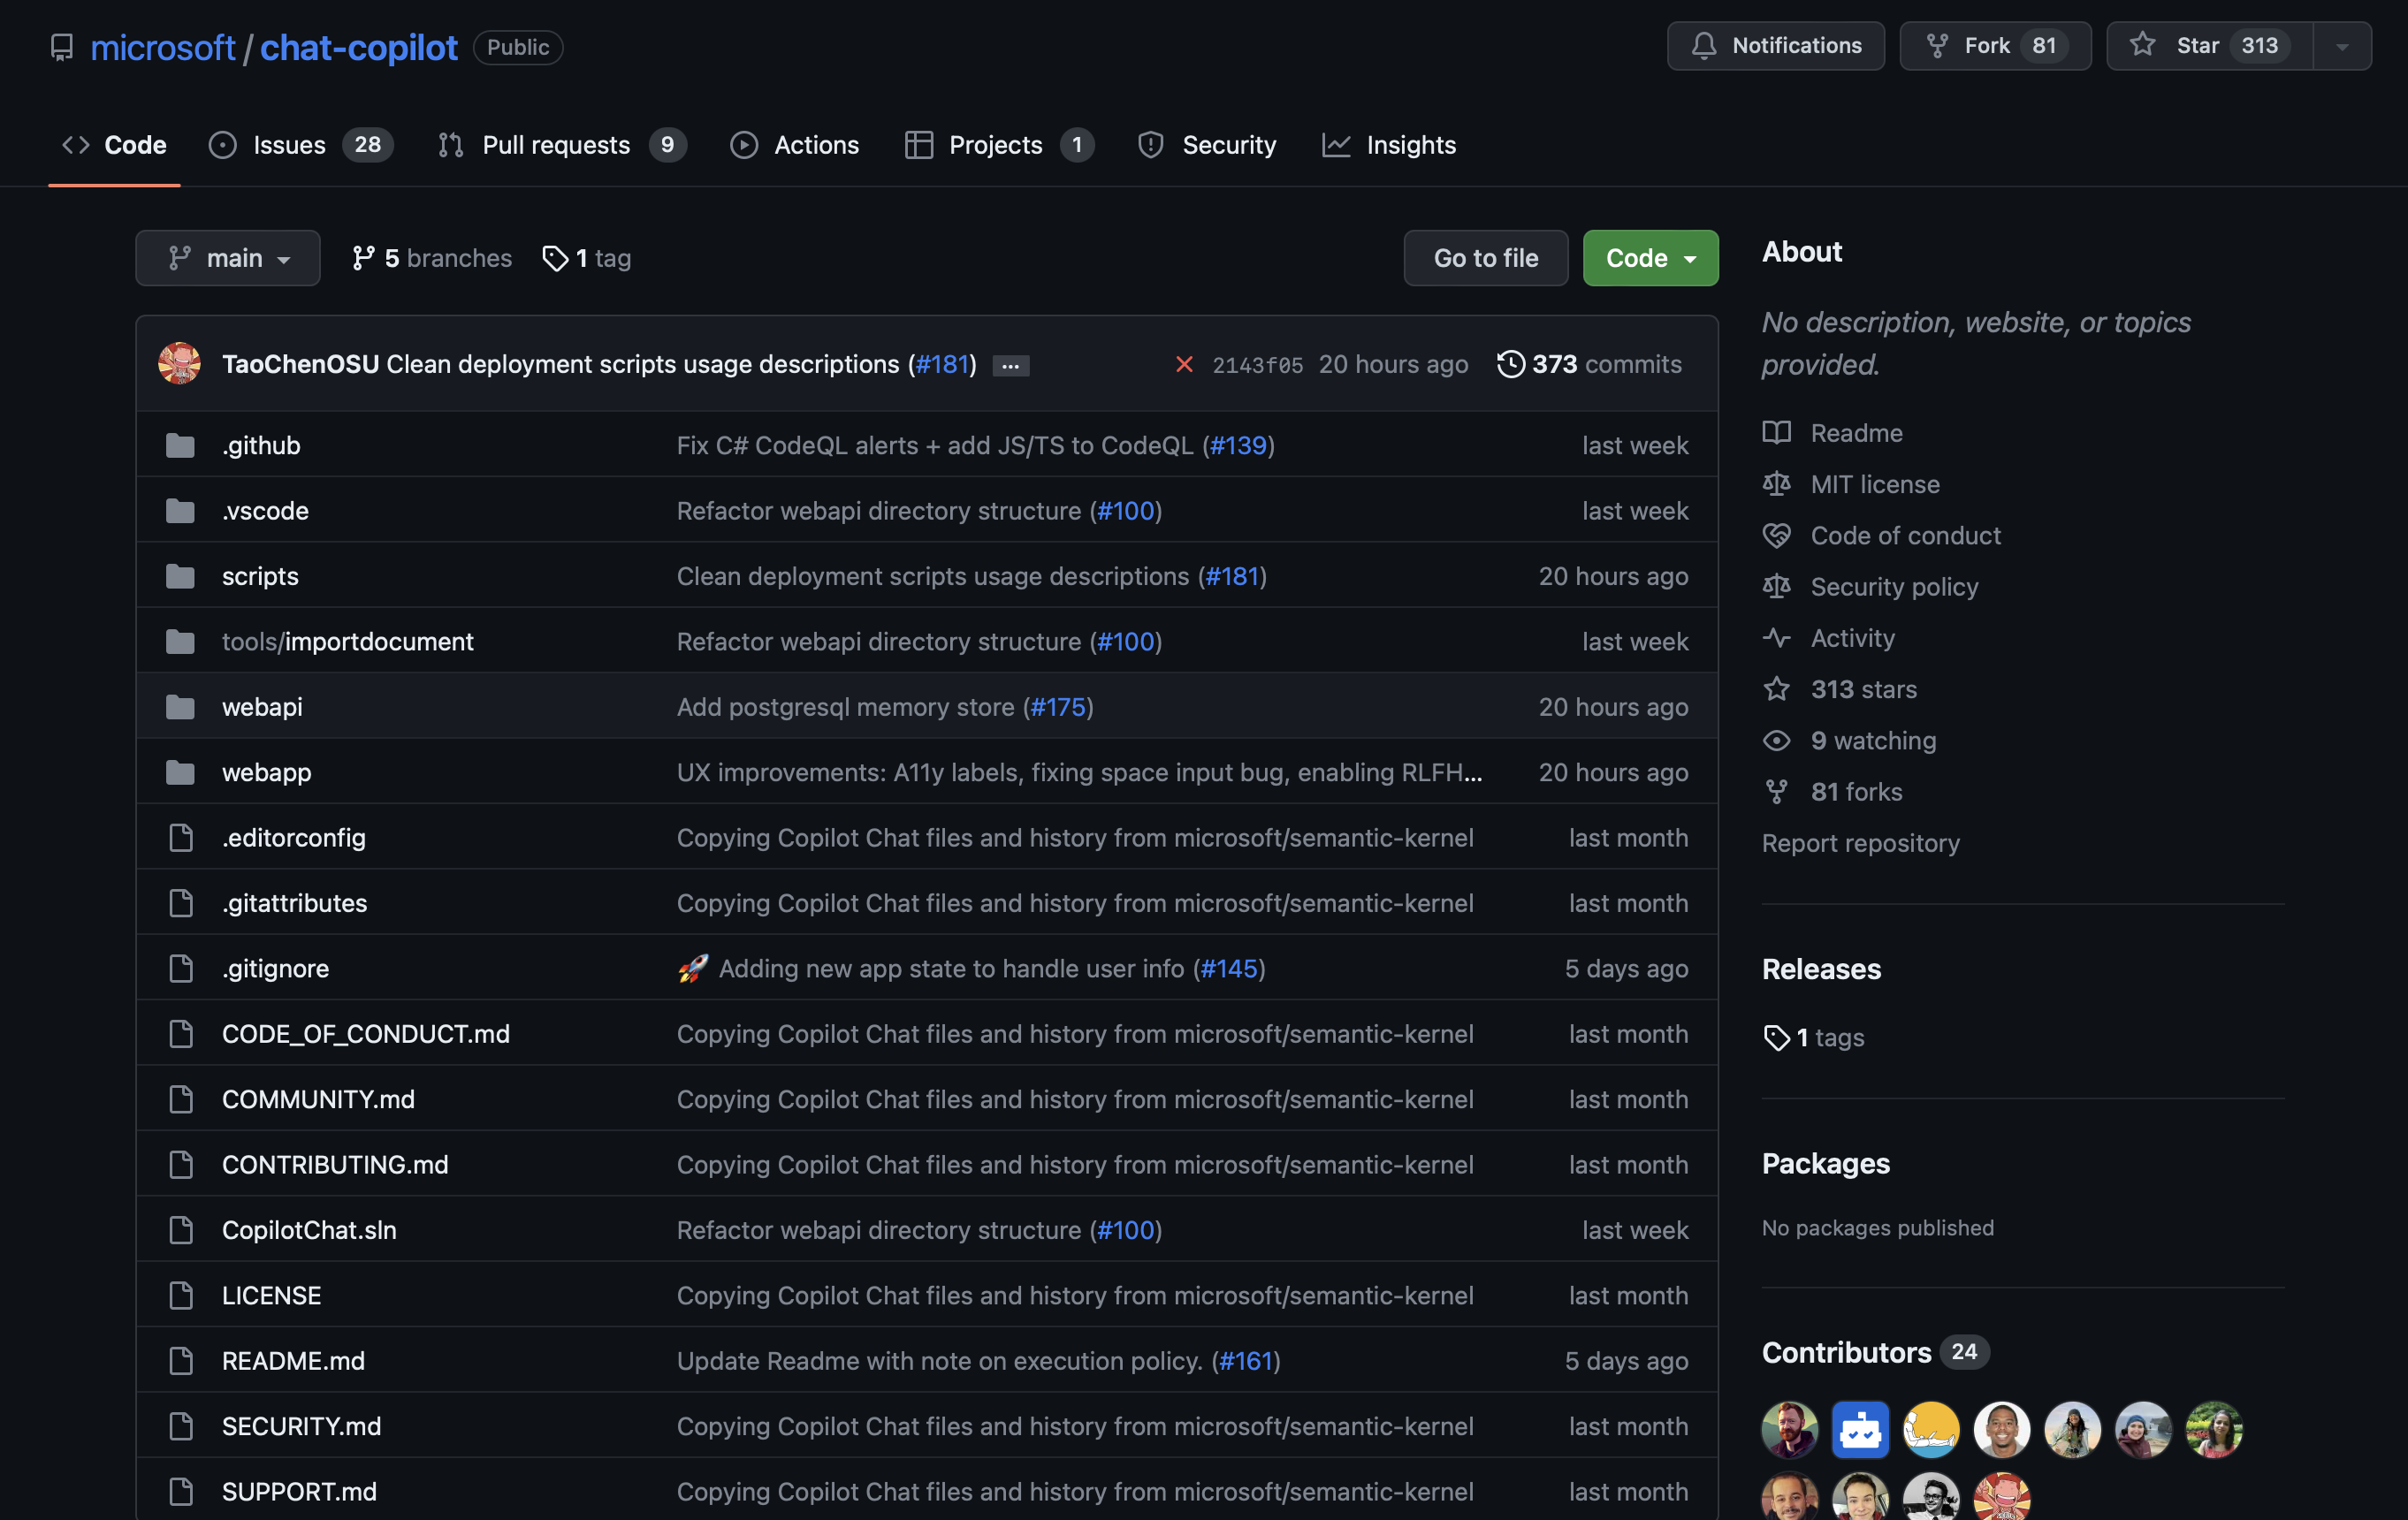 microsoft / chat-copilot Public
Notifications Fork 81 Star 313
Code Issues 28 Pull requests 9 Actions Projects 1 Security Insights
main 5 branches 1 tag Go to file Code
TaoChenOSU Clean deployment scripts usage descriptions (#181) ... 2143f05 20 hours ago 373 commits
.github Fix C# CodeQL alerts + add JS/TS to CodeQL (#139) last week
.vscode Refactor webapi directory structure (#100) last week
scripts Clean deployment scripts usage descriptions (#181) 20 hours ago
tools/importdocument Refactor webapi directory structure (#100) last week
webapi Add postgresql memory store (#175) 20 hours ago
webapp UX improvements: A11y labels, fixing space input bug, enabling RLFH... 20 hours ago
.editorconfig Copying Copilot Chat files and history from microsoft/semantic-kernel last month
.gitattributes Copying Copilot Chat files and history from microsoft/semantic-kernel last month
.gitignore 🚀 Adding new app state to handle user info (#145) 5 days ago
CODE_OF_CONDUCT.md Copying Copilot Chat files and history from microsoft/semantic-kernel last month
COMMUNITY.md Copying Copilot Chat files and history from microsoft/semantic-kernel last month
CONTRIBUTING.md Copying Copilot Chat files and history from microsoft/semantic-kernel last month
CopilotChat.sln Refactor webapi directory structure (#100) last week
LICENSE Copying Copilot Chat files and history from microsoft/semantic-kernel last month
README.md Update Readme with note on execution policy. (#161) 5 days ago
SECURITY.md Copying Copilot Chat files and history from microsoft/semantic-kernel last month
SUPPORT.md Copying Copilot Chat files and history from microsoft/semantic-kernel last month
About
No description, website, or topics
provided.
Readme
MIT license
Code of conduct
Security policy
Activity
313 stars
9 watching
81 forks
Report repository
Releases
1 tags
Packages
No packages published
Contributors 24